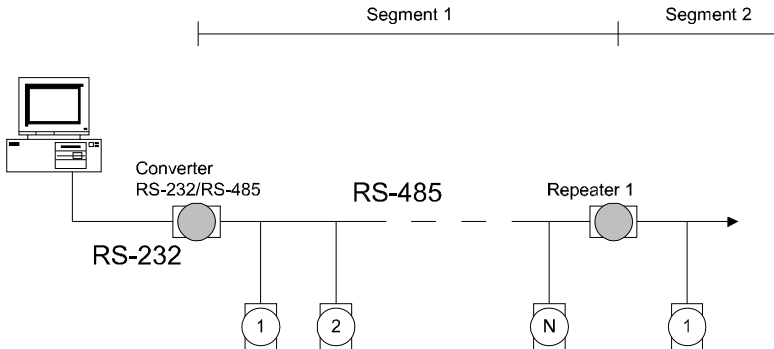 Segment 1
Segment 2
Converter
RS-232/RS-485
RS-485
Repeater 1
RS-232
1
2
N
1